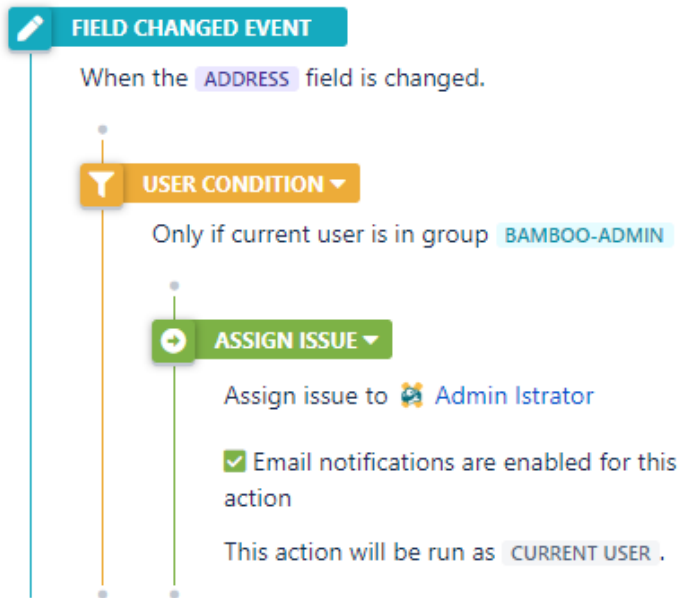 FIELD CHANGED EVENT
When the ADDRESS field is changed.
USER CONDITION
Only if current user is in group BAMBOO-ADMIN
ASSIGN ISSUE
Assign issue to Admin Istrator
Email notifications are enabled for this
action
This action will be run as CURRENT USER .